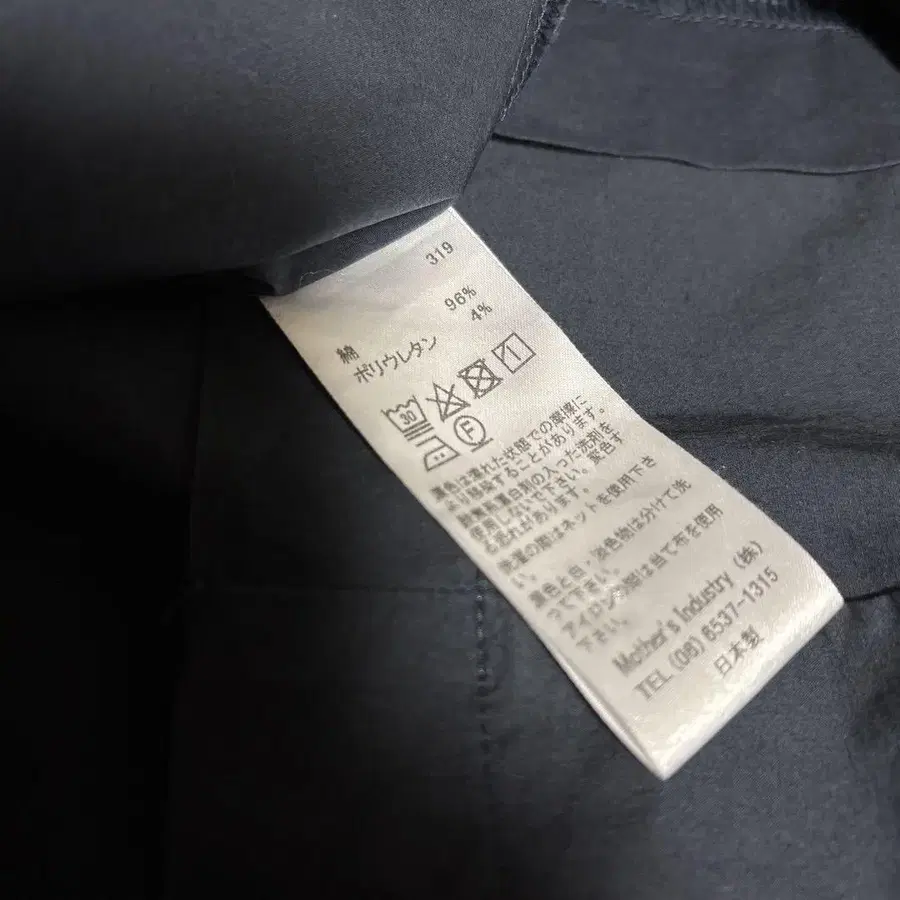 319
綿 96%
ポリウレタン 4%
30
F
濃色は濡れた状態での摩擦に
より移染することがあります。
蛍光増白剤の入った洗剤を
使用しないで下さい。変色す
る恐れがあります。
洗濯の際はネットを使用下さ
い。
濃色と白・淡色物は分けて洗
って下さい。
アイロンの際は当て布を使用
下さい。
Mother's Industry (株)
TEL (06) 6537-1315
日本製